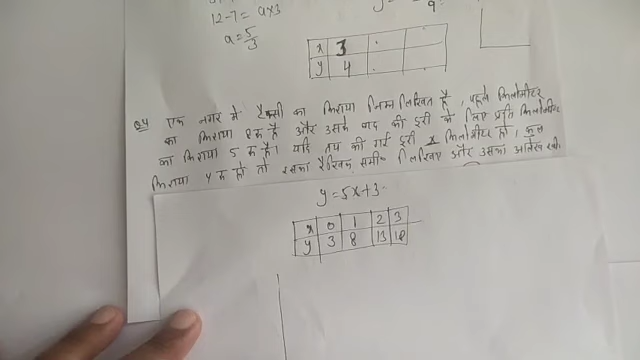 12-7 = a×3
a = 5/3
x 3
y 4
Q4 एक नगर में टैक्सी का किराया निम्न लिखित है, पहले किलोमीटर
का किराया 8 रु है और उसके बाद की दूरी के लिए प्रति किलोमीटर
का किराया 5 रु है। यदि तय की गई दूरी x किलोमीटर हो, कुल
किराया y रु हो तो इसका रैखिक समी० लिखिए और उसका आलेख
y = 5x+3
x 0 1 2 3
y 3 8 13 18